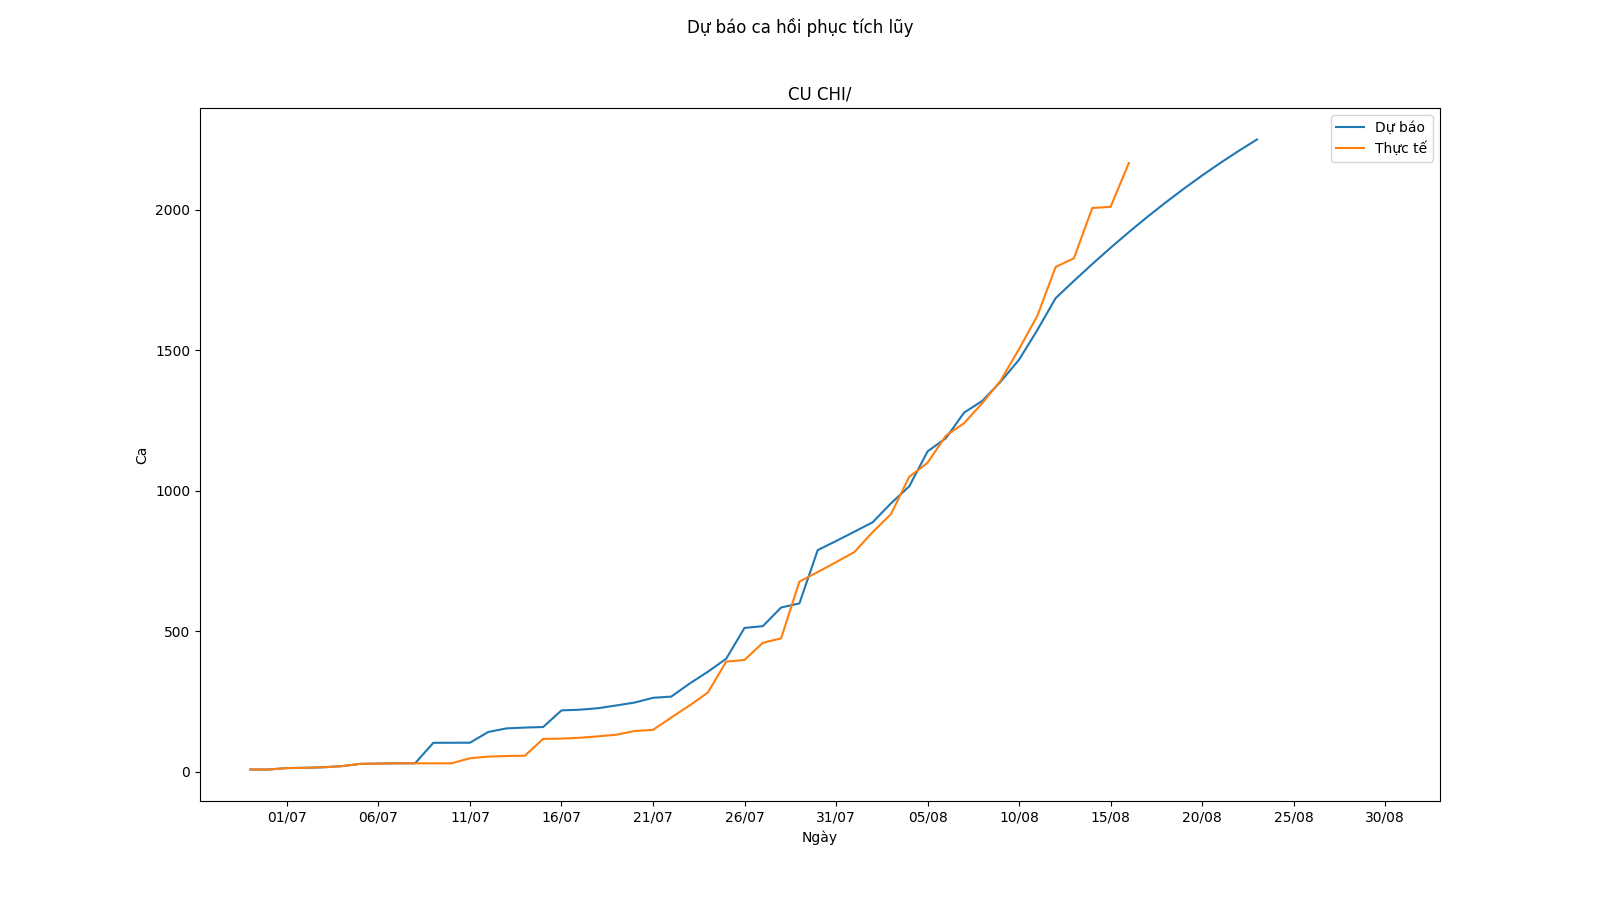 Dự báo ca hồi phục tích lũy
CU CHI/
Dự báo
Thực tế
2000
1500
1000
500
0
Ca
01/07 06/07 11/07 16/07 21/07 26/07 31/07 05/08 10/08 15/08 20/08 25/08 30/08
Ngày